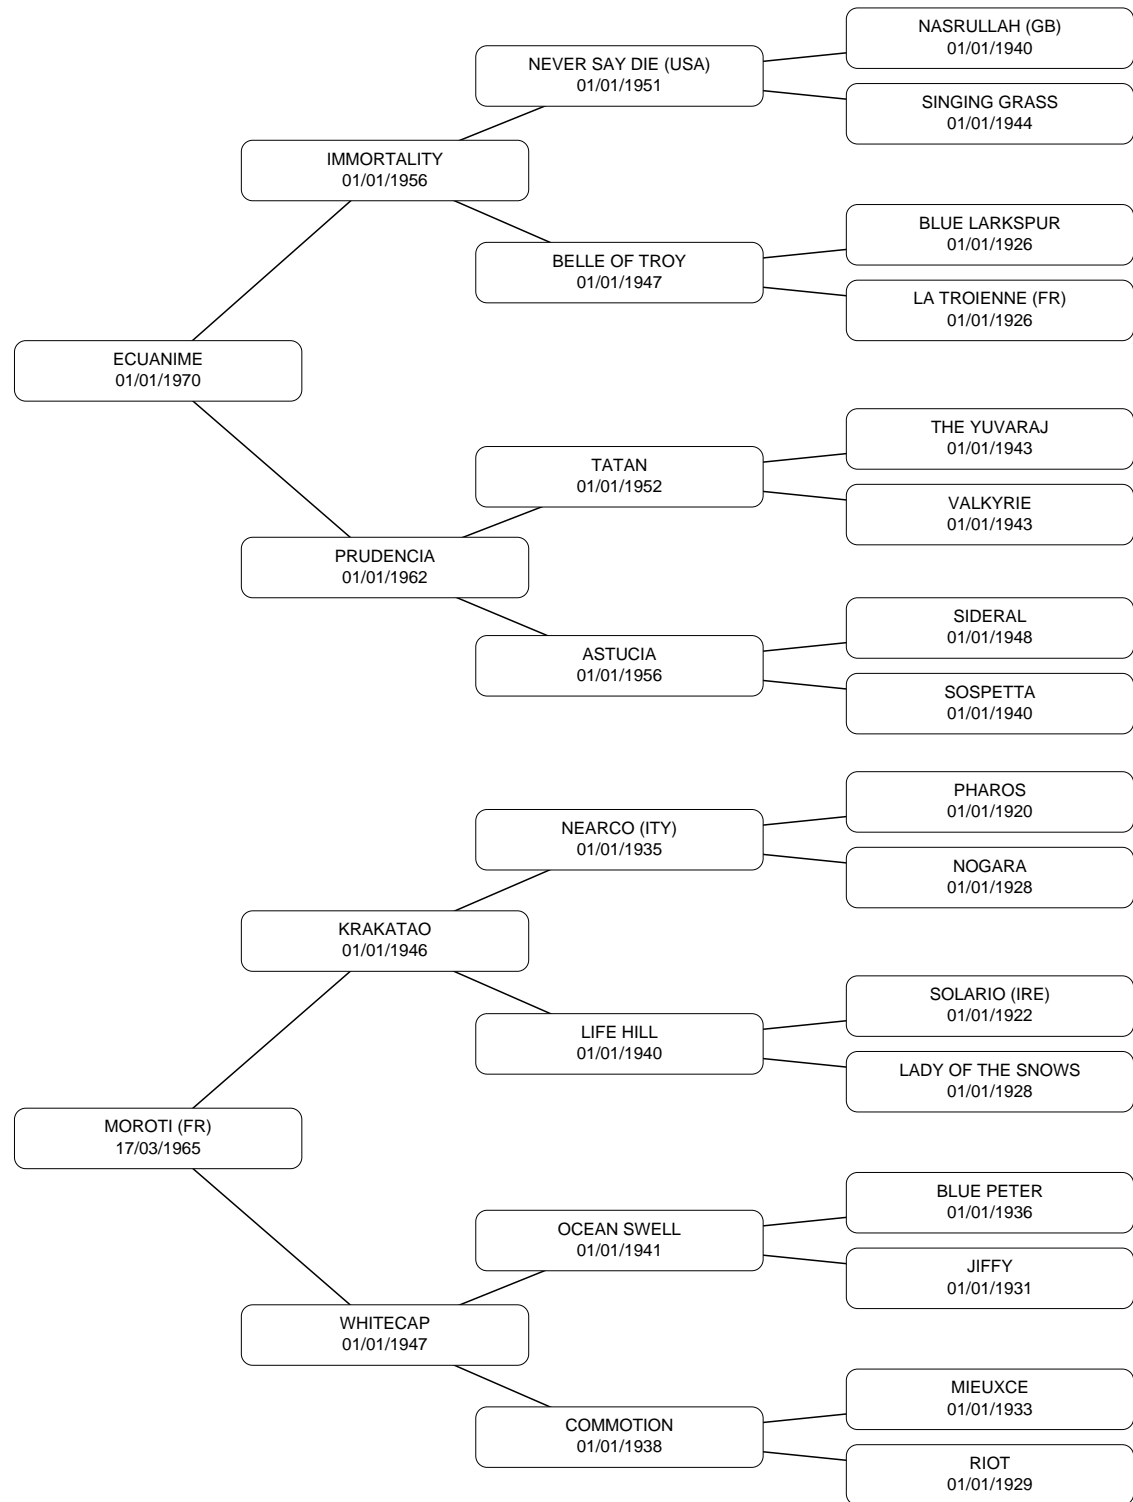 NASRULLAH (GB)
01/01/1940
NEVER SAY DIE (USA)
01/01/1951
SINGING GRASS
01/01/1944
IMMORTALITY
01/01/1956
BLUE LARKSPUR
01/01/1926
BELLE OF TROY
01/01/1947
LA TROIENNE (FR)
01/01/1926
ECUANIME
01/01/1970
THE YUVARAJ
01/01/1943
TATAN
01/01/1952
VALKYRIE
01/01/1943
PRUDENCIA
01/01/1962
SIDERAL
01/01/1948
ASTUCIA
01/01/1956
SOSPETTA
01/01/1940
PHAROS
01/01/1920
NEARCO (ITY)
01/01/1935
NOGARA
01/01/1928
KRAKATAO
01/01/1946
SOLARIO (IRE)
01/01/1922
LIFE HILL
01/01/1940
LADY OF THE SNOWS
01/01/1928
MOROTI (FR)
17/03/1965
BLUE PETER
01/01/1936
OCEAN SWELL
01/01/1941
JIFFY
01/01/1931
WHITECAP
01/01/1947
MIEUXCE
01/01/1933
COMMOTION
01/01/1938
RIOT
01/01/1929